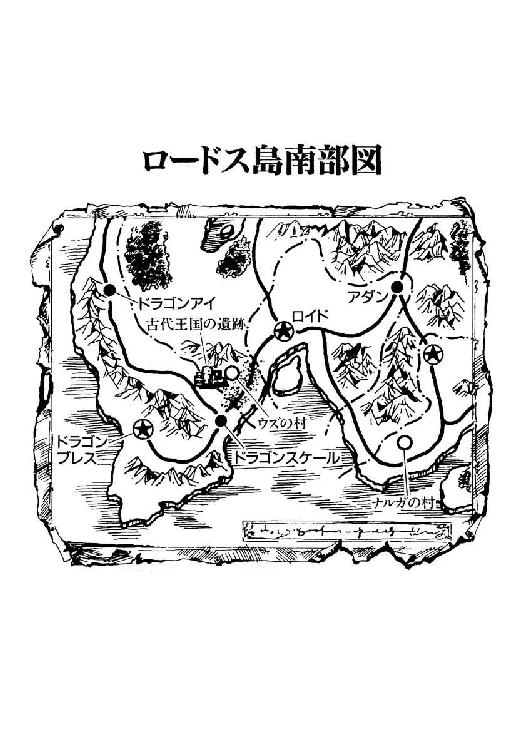 ロードス島南部図
ドラゴンアイ
アダン
ロイド
古代王国の遺跡
ウズの村
ドラゴン
ブレス
ドラゴンスケール
ナルカの村